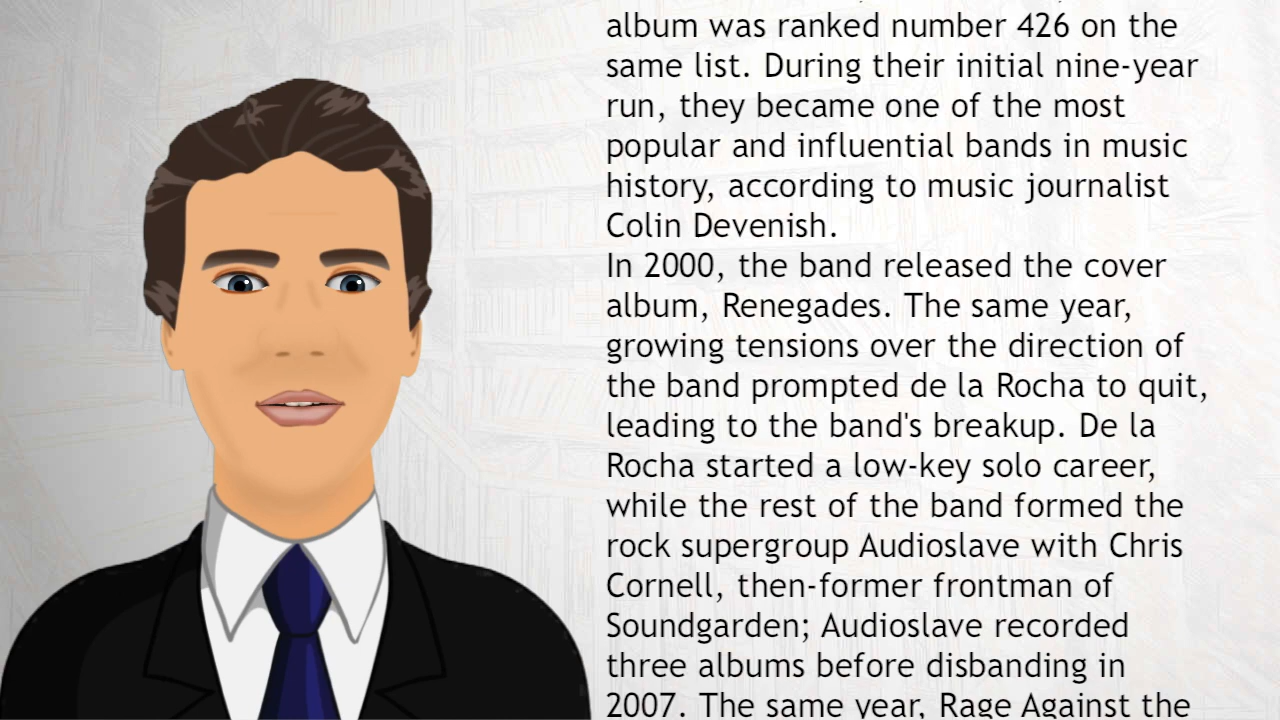 album was ranked number 426 on the
same list. During their initial nine-year
run, they became one of the most
popular and influential bands in music
history, according to music journalist
Colin Devenish.
In 2000, the band released the cover
album, Renegades. The same year,
growing tensions over the direction of
the band prompted de la Rocha to quit,
leading to the band's breakup. De la
Rocha started a low-key solo career,
while the rest of the band formed the
rock supergroup Audioslave with Chris
Cornell, then-former frontman of
Soundgarden; Audioslave recorded
three albums before disbanding in
2007. The same year, Rage Against the